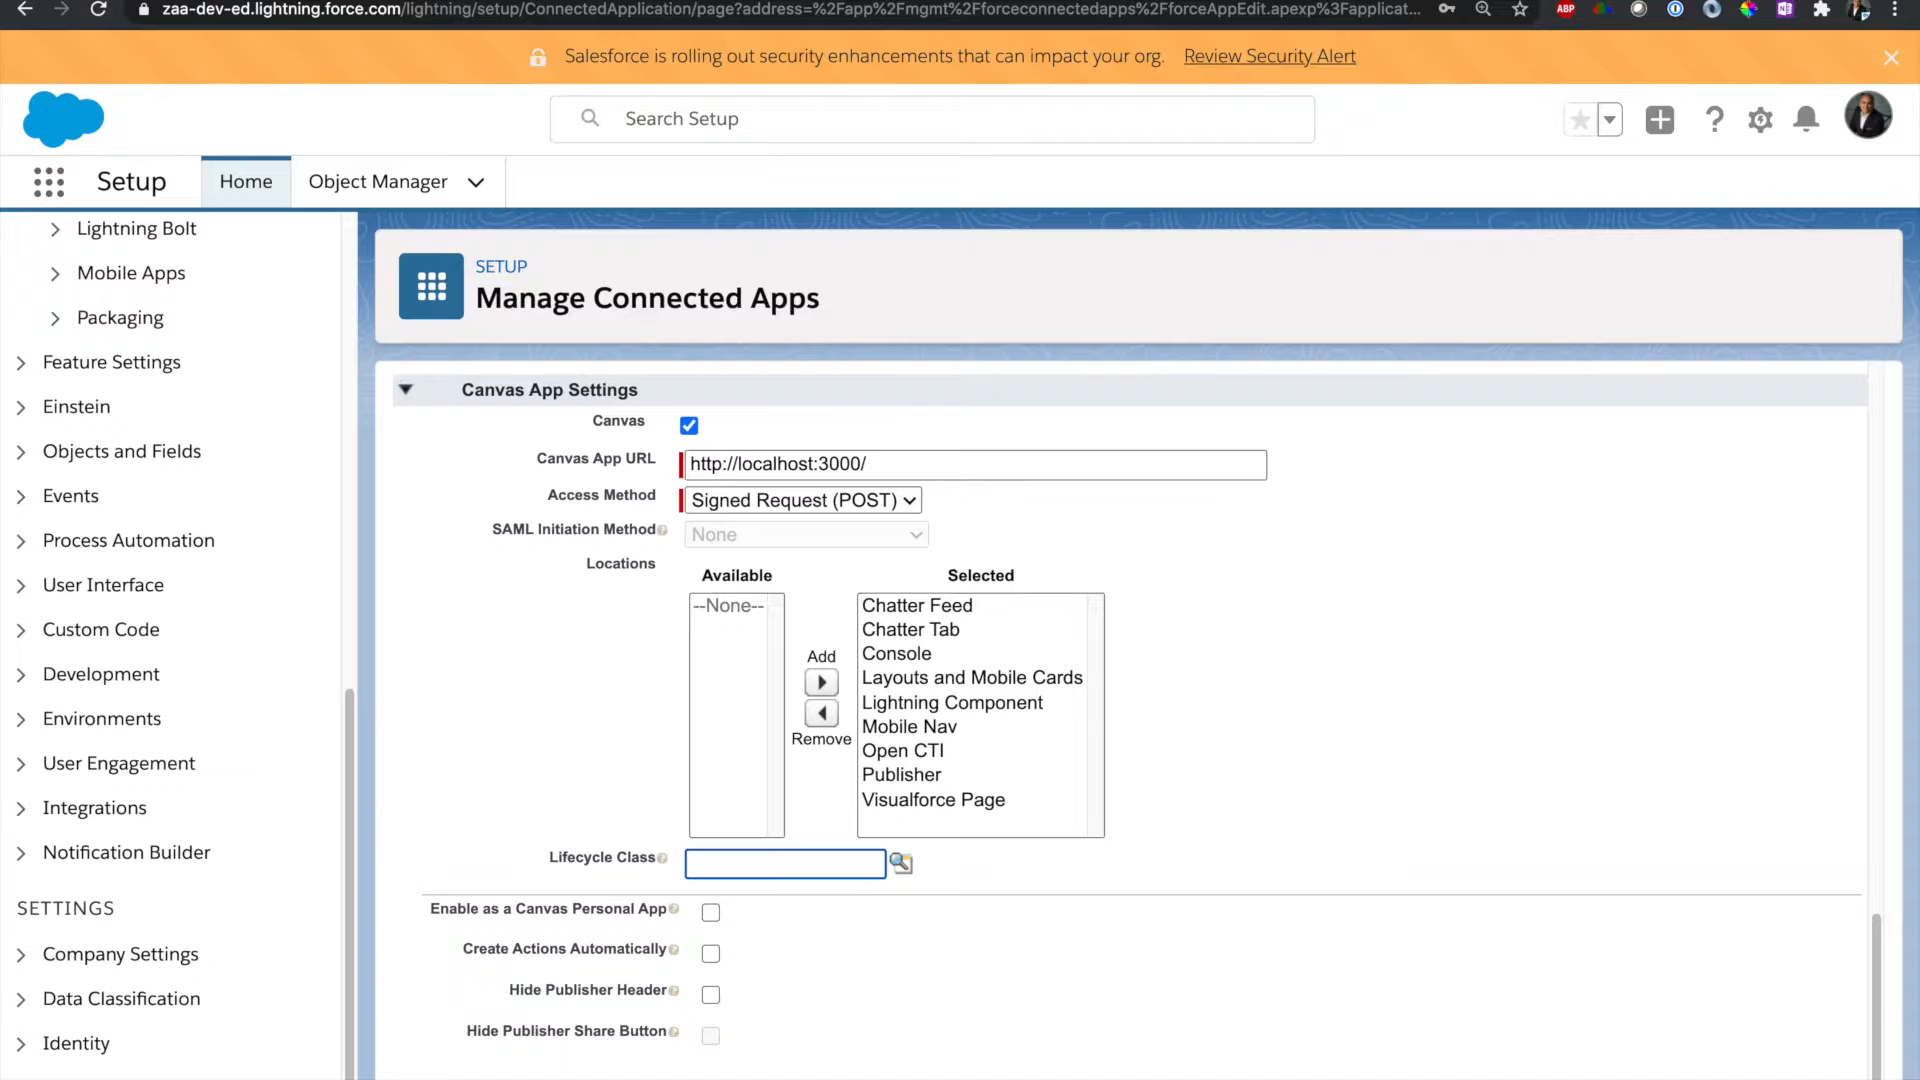 zaa-dev-ed.lightning.force.com/lightning/setup/ConnectedApplication/page?address=%2Fapp%2Fmgmt%2Fforceconnectedapps%2FforceAppEdit.apexp%3Fapplicat...
ABP
Salesforce is rolling out security enhancements that can impact your org. Review Security Alert
Search Setup
Setup
Home
Object Manager
Lightning Bolt
Mobile Apps
Packaging
Feature Settings
Einstein
Objects and Fields
Events
Process Automation
User Interface
Custom Code
Development
Environments
User Engagement
Integrations
Notification Builder
SETTINGS
Company Settings
Data Classification
Identity
SETUP
Manage Connected Apps
Canvas App Settings
Canvas
Canvas App URL http://localhost:3000/
Access Method Signed Request (POST)
SAML Initiation Method None
Locations
Available
--None--
Add
Remove
Selected
Chatter Feed
Chatter Tab
Console
Layouts and Mobile Cards
Lightning Component
Mobile Nav
Open CTI
Publisher
Visualforce Page
Lifecycle Class
Enable as a Canvas Personal App
Create Actions Automatically
Hide Publisher Header
Hide Publisher Share Button